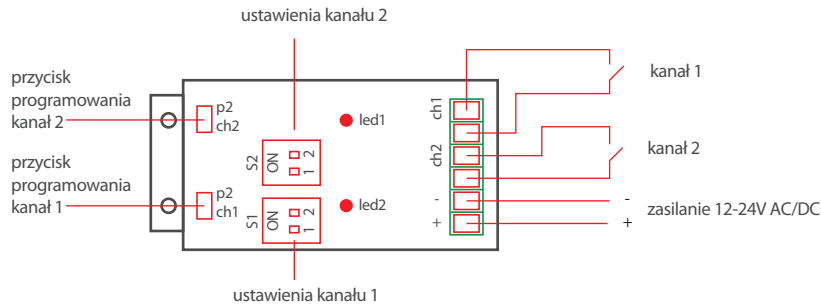 ustawienia kanału 2
przycisk
programowania
kanał 2
p2
ch2
led1
S2
ON
1 2
przycisk
programowania
kanał 1
p2
ch1
led2
S1
ON
1 2
ch1
ch2
-
+
kanał 1
kanał 2
-
+
zasilanie 12-24V AC/DC
ustawienia kanału 1